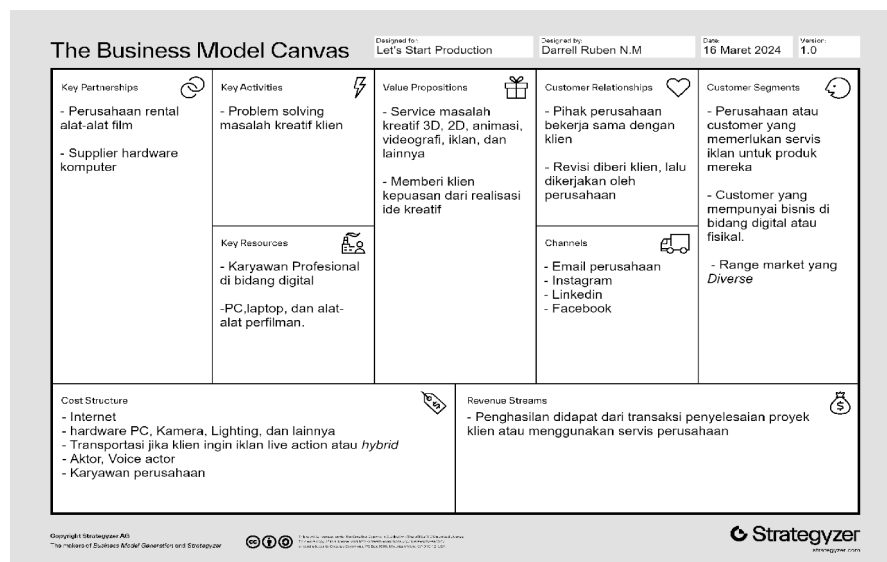 The Business Model Canvas
Designed for:
Let's Start Production
Designed by:
Darrell Ruben N.M
Date:
16 Maret 2024
Version:
1.0
Key Partnerships
- Perusahaan rental
alat-alat film
- Supplier hardware
komputer
Key Activities
- Problem solving
masalah kreatif klien
Key Resources
- Karyawan Profesional
di bidang digital
-PC,laptop, dan alat-
alat perfilman.
Value Propositions
- Service masalah
kreatif 3D, 2D, animasi,
videografi, iklan, dan
lainnya
- Memberi klien
kepuasan dari realisasi
ide kreatif
Customer Relationships
- Pihak perusahaan
bekerja sama dengan
klien
- Revisi diberi klien, lalu
dikerjakan oleh
perusahaan
Channels
- Email perusahaan
- Instagram
- Linkedin
- Facebook
Customer Segments
- Perusahaan atau
customer yang
memerlukan servis
iklan untuk produk
mereka
- Customer yang
mempunyai bisnis di
bidang digital atau
fisikal.
- Range market yang
Diverse
Cost Structure
- Internet
- hardware PC, Kamera, Lighting, dan lainnya
- Transportasi jika klien ingin iklan live action atau hybrid
- Aktor, Voice actor
- Karyawan perusahaan
Revenue Streams
- Penghasilan didapat dari transaksi penyelesaian proyek
klien atau menggunakan servis perusahaan
Copyright Strategyzer AG
The makers of Business Model Generation and Strategyzer
Strategyzer
strategyzer.com